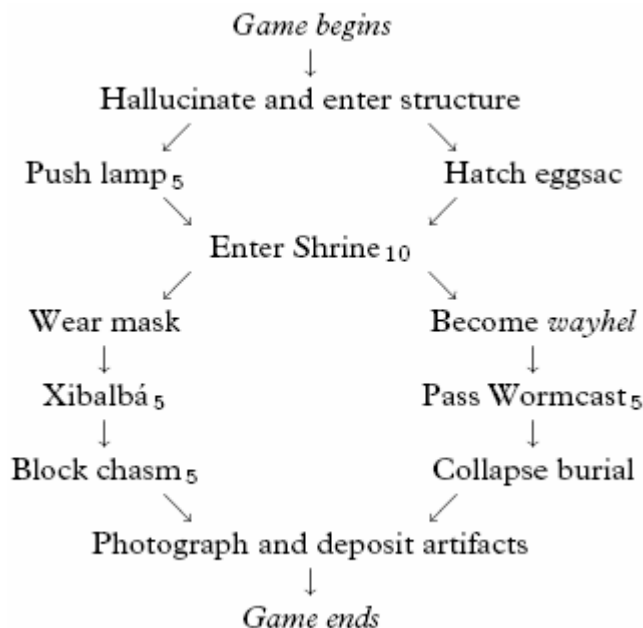 Game begins
Hallucinate and enter structure
Push lamp 5
Hatch eggsac
Enter Shrine 10
Wear mask
Become wayhel
Xibalbá 5
Pass Wormcast 5
Block chasm 5
Collapse burial
Photograph and deposit artifacts
Game ends